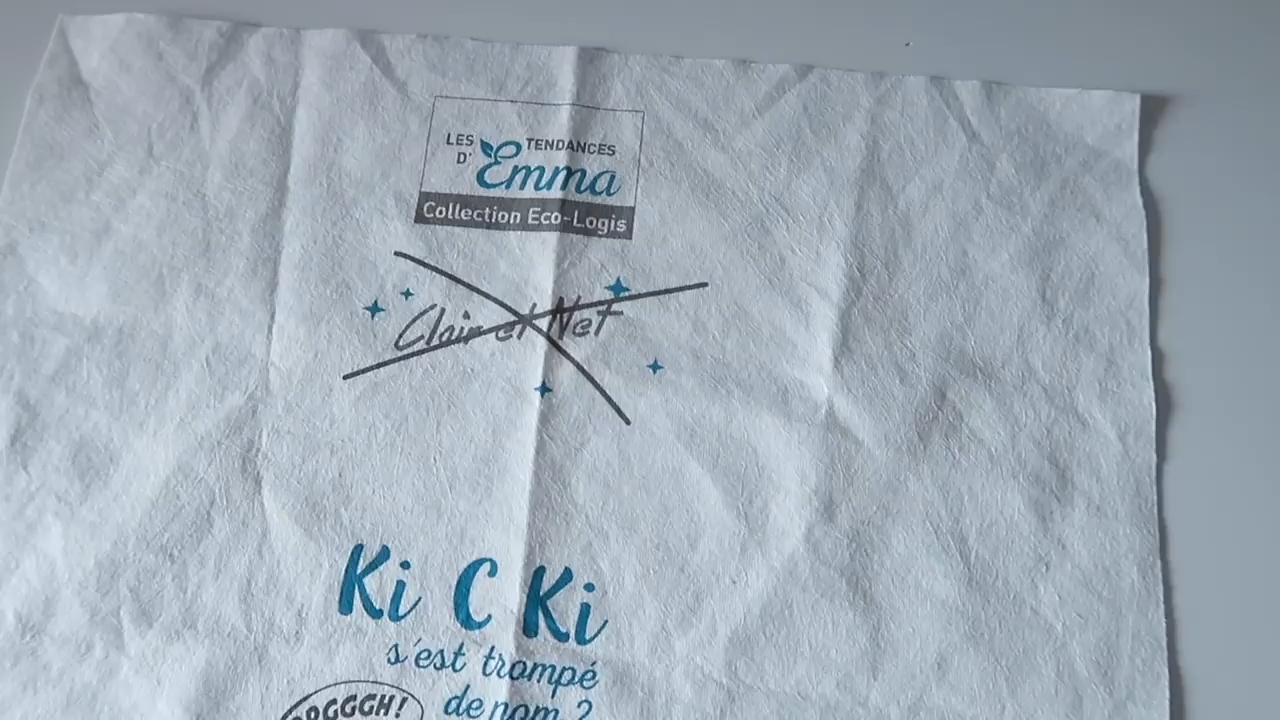 LES TENDANCES
D'Emma
Collection Eco-Logis
Clair et Net
Ki C Ki
s'est trompé
de nom ?